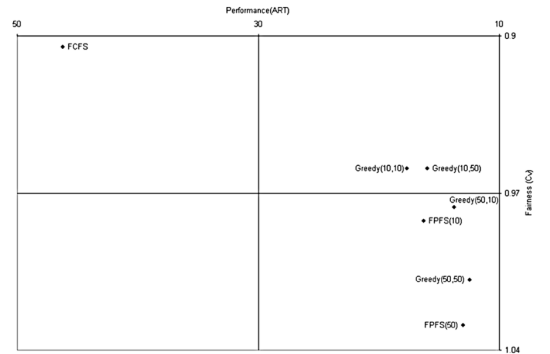 Performance(ART)
50 30 10
0.9
FCFS
Greedy(10,10) Greedy(10,50)
0.97
Fairness (Cv)
Greedy(50,10)
FPFS(10)
Greedy(50,50)
FPFS(50)
1.04